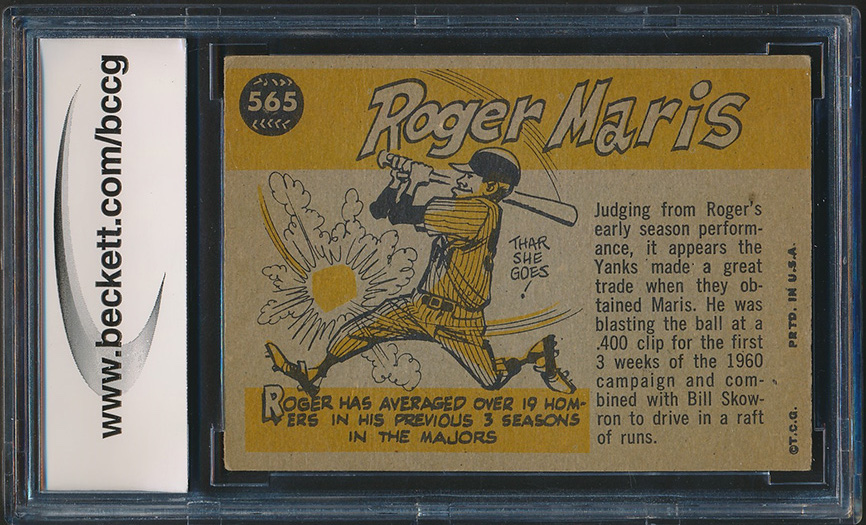 www.beckett.com/bccg
565
Roger Maris
THAR
SHE
GOES
!
ROGER HAS AVERAGED OVER 19 HOM-
ERS IN HIS PREVIOUS 3 SEASONS
IN THE MAJORS
Judging from Roger's
early season perform-
ance, it appears the
Yanks made a great
trade when they ob-
tained Maris. He was
blasting the ball at a
.400 clip for the first
3 weeks of the 1960
campaign and com-
bined with Bill Skow-
ron to drive in a raft
of runs.
©T.C.G. PRTD. IN U.S.A.